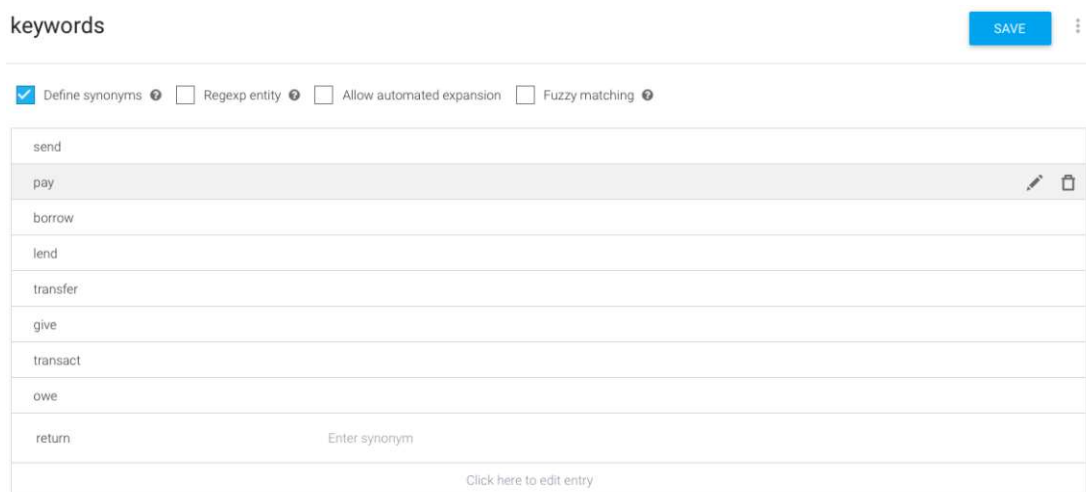 keywords
SAVE
Define synonyms Regexp entity Allow automated expansion Fuzzy matching
send
pay
borrow
lend
transfer
give
transact
owe
return Enter synonym
Click here to edit entry